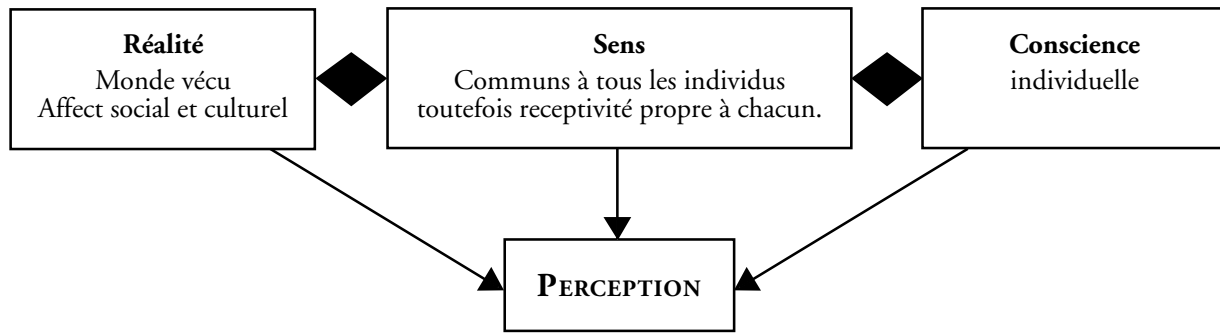 Réalité
Monde vécu
Affect social et culturel
Sens
Communs à tous les individus
toutefois receptivité propre à chacun.
Conscience
individuelle
PERCEPTION